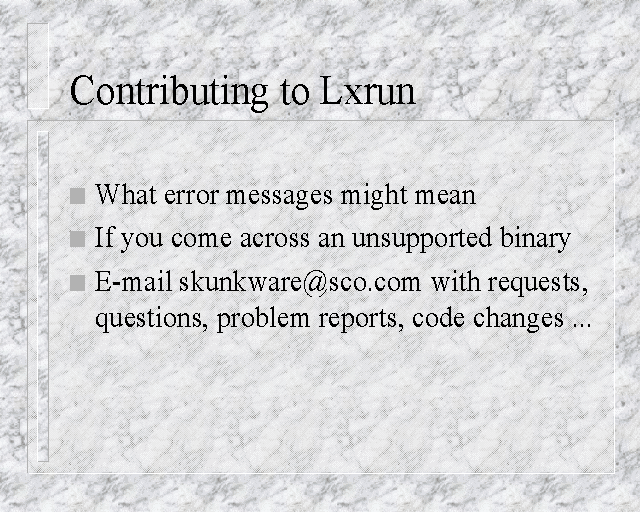 Contributing to Lxrun
What error messages might mean
If you come across an unsupported binary
E-mail skunkware@sco.com with requests,
questions, problem reports, code changes ...